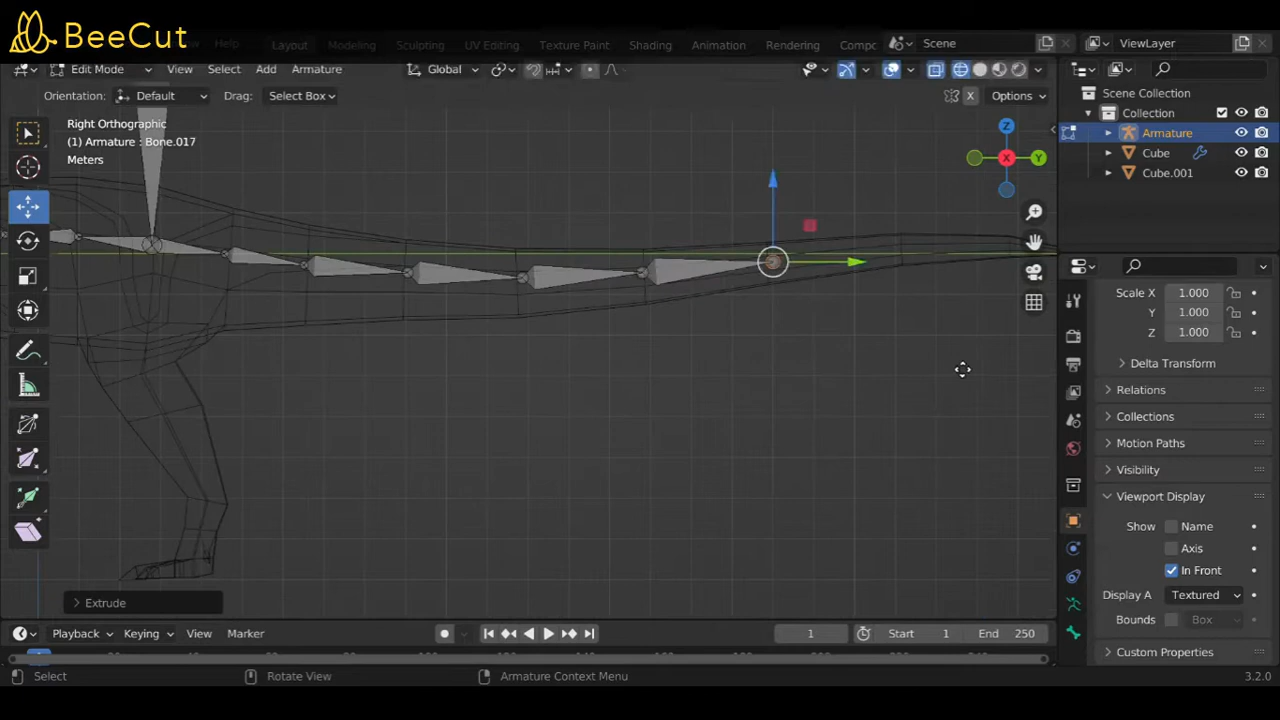 BeeCut
Help
Layout
Modeling
Sculpting
UV Editing
Texture Paint
Shading
Animation
Rendering
Comp
Scene
ViewLayer
Edit Mode
View
Select
Add
Armature
Global
Orientation:
Default
Drag:
Select Box
X
Options
Right Orthographic
(1) Armature : Bone.017
Meters
Z
X
Y
Scene Collection
Collection
Armature
Cube
Cube.001
Scale X 1.000
Y 1.000
Z 1.000
Delta Transform
Relations
Collections
Motion Paths
Visibility
Viewport Display
Show Name
Axis
In Front
Display A Textured
Bounds Box
Custom Properties
Extrude
Playback
Keying
View
Marker
1
Start 1
End 250
Select
Rotate View
Armature Context Menu
3.2.0